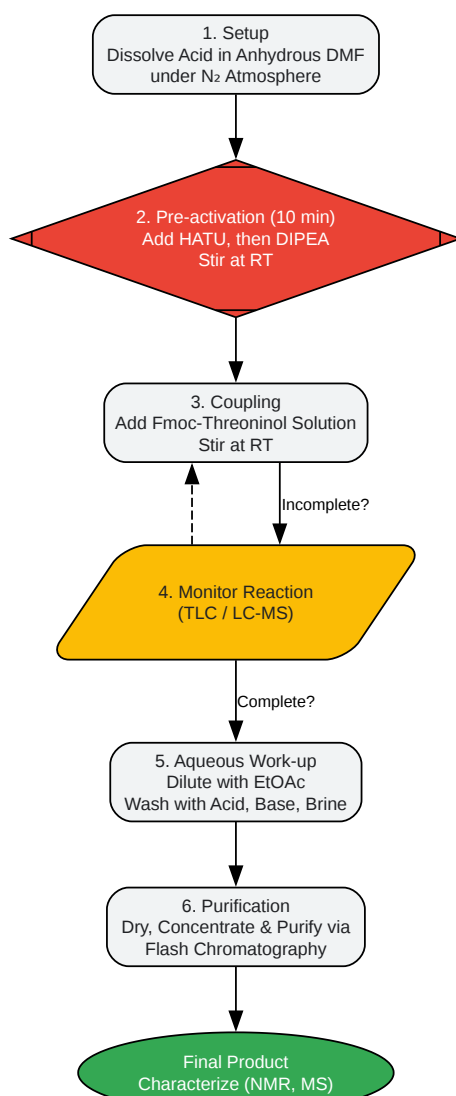 1. Setup
Dissolve Acid in Anhydrous DMF
under N₂ Atmosphere
2. Pre-activation (10 min)
Add HATU, then DIPEA
Stir at RT
3. Coupling
Add Fmoc-Threoninol Solution
Stir at RT
Incomplete?
4. Monitor Reaction
(TLC / LC-MS)
Complete?
5. Aqueous Work-up
Dilute with EtOAc
Wash with Acid, Base, Brine
6. Purification
Dry, Concentrate & Purify via
Flash Chromatography
Final Product
Characterize (NMR, MS)